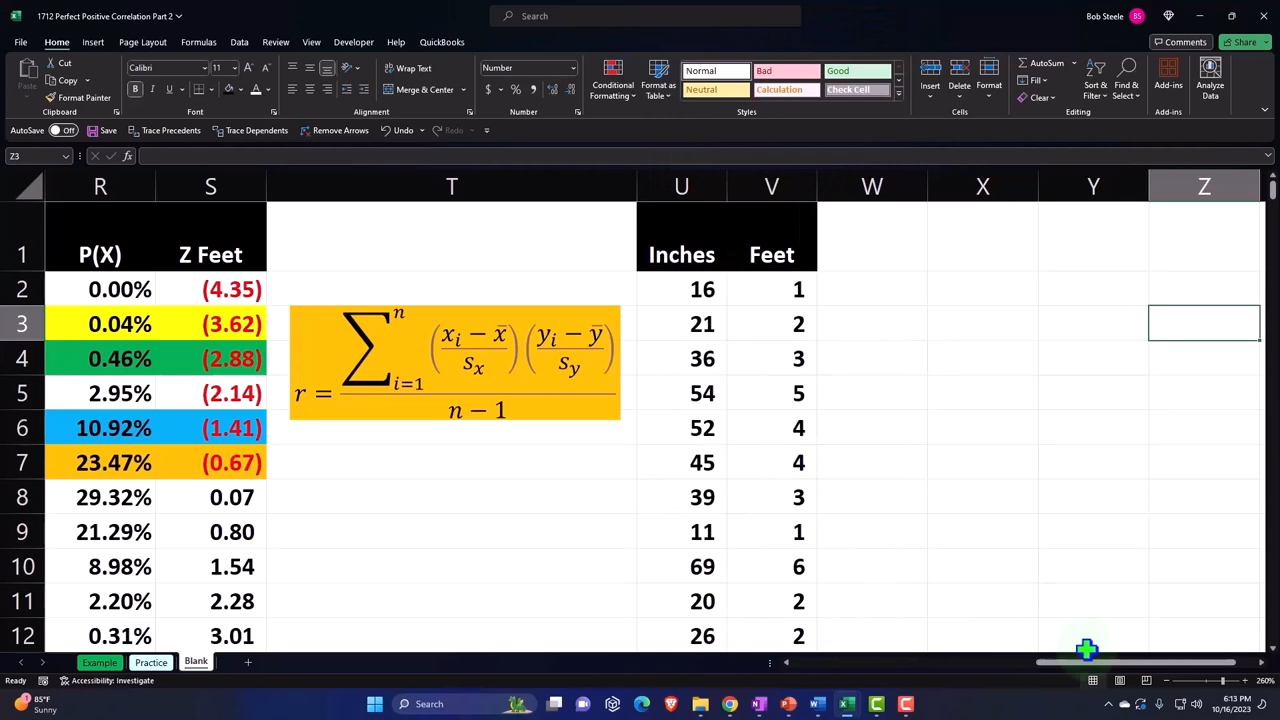 1712 Perfect Positive Correlation Part 2
Search
Bob Steele BS
File Home Insert Page Layout Formulas Data Review View Developer Help QuickBooks Comments Share
Paste Cut Copy Format Painter Clipboard
Calibri 11 B I U Font
Wrap Text Merge & Center Alignment
Number $ % Number
Conditional Formatting Format as Table Normal Bad Good Neutral Calculation Check Cell Styles
Insert Delete Format Cells
AutoSum Fill Clear Sort & Filter Find & Select Editing
Add-ins Add-ins
Analyze Data
AutoSave Off Save Trace Precedents Trace Dependents Remove Arrows Undo Redo
Z3 fx
R S T U V W X Y Z
1 P(X) Z Feet Inches Feet
2 0.00% (4.35) 16 1
3 0.04% (3.62) 21 2
4 0.46% (2.88) 36 3
5 2.95% (2.14) 54 5
6 10.92% (1.41) 52 4
7 23.47% (0.67) 45 4
8 29.32% 0.07 39 3
9 21.29% 0.80 11 1
10 8.98% 1.54 69 6
11 2.20% 2.28 20 2
12 0.31% 3.01 26 2
r = ∑ i=1 n ((xi − x̄)/sx) ((yi − ȳ)/sy) / (n − 1)
Example Practice Blank
Ready Accessibility: Investigate 260%
85°F
Sunny
Search
6:13 PM
10/16/2023